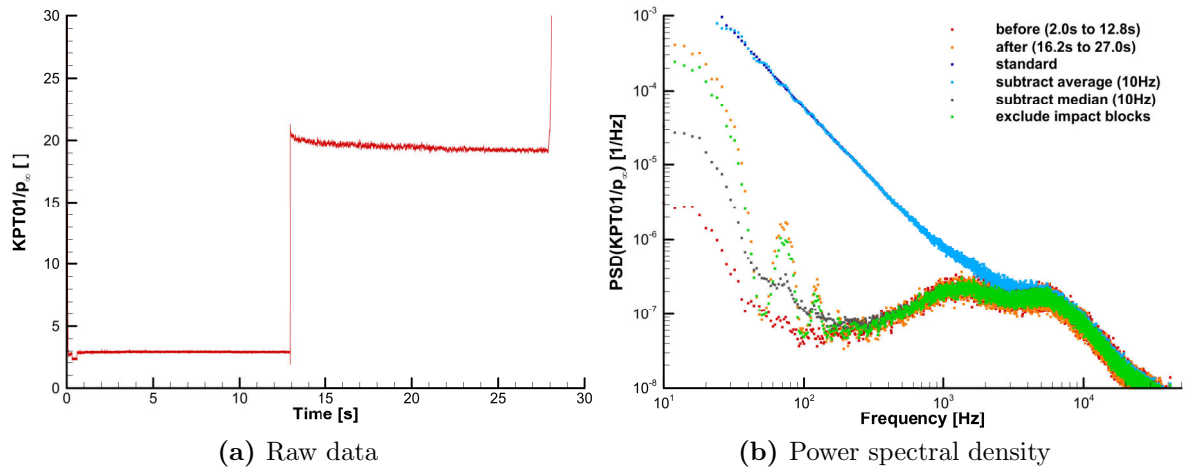 30
25
20
15
10
5
0
KPT01/p∞ [ ]
0 5 10 15 20 25 30
Time [s]
(a) Raw data
10⁻³
10⁻⁴
10⁻⁵
10⁻⁶
10⁻⁷
10⁻⁸
PSD(KPT01/p∞) [1/Hz]
before (2.0s to 12.8s)
after (16.2s to 27.0s)
standard
subtract average (10Hz)
subtract median (10Hz)
exclude impact blocks
10¹ 10² 10³ 10⁴
Frequency [Hz]
(b) Power spectral density